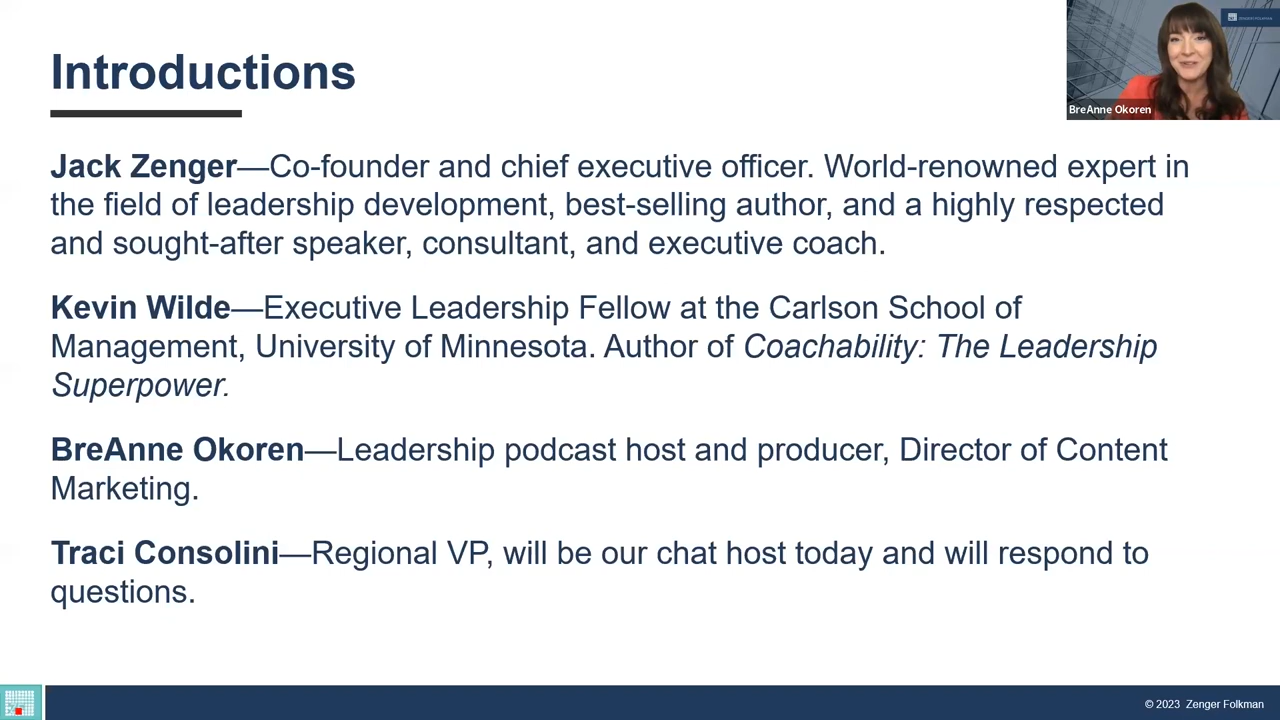 Introductions
BreAnne Okoren
Jack Zenger—Co-founder and chief executive officer. World-renowned expert in
the field of leadership development, best-selling author, and a highly respected
and sought-after speaker, consultant, and executive coach.
Kevin Wilde—Executive Leadership Fellow at the Carlson School of
Management, University of Minnesota. Author of Coachability: The Leadership
Superpower.
BreAnne Okoren—Leadership podcast host and producer, Director of Content
Marketing.
Traci Consolini—Regional VP, will be our chat host today and will respond to
questions.
© 2023 Zenger Folkman